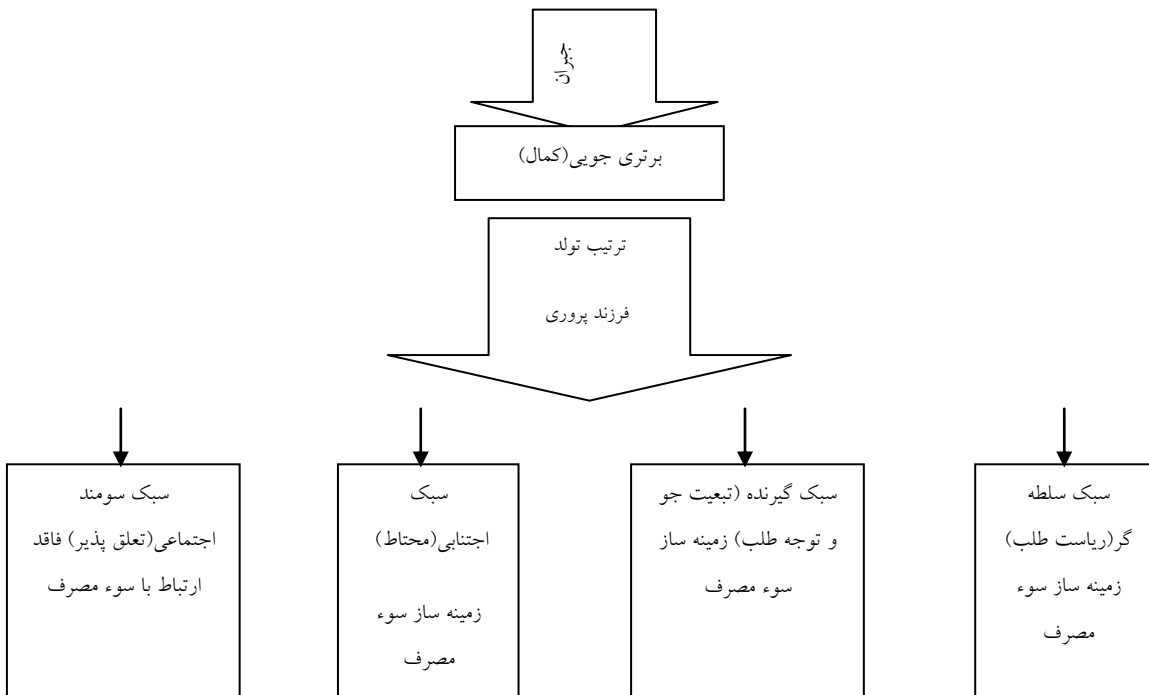 جبران
برتری جویی(کمال)
ترتیب تولد
فرزند پروری
سبک سلطه
گر(ریاست طلب)
زمینه ساز سوء
مصرف
سبک گیرنده (تبعیت جو
و توجه طلب) زمینه ساز
سوء مصرف
سبک
اجتنابی(محتاط)
زمینه ساز سوء
مصرف
سبک سومند
اجتماعی(تعلق پذیر) فاقد
ارتباط با سوء مصرف